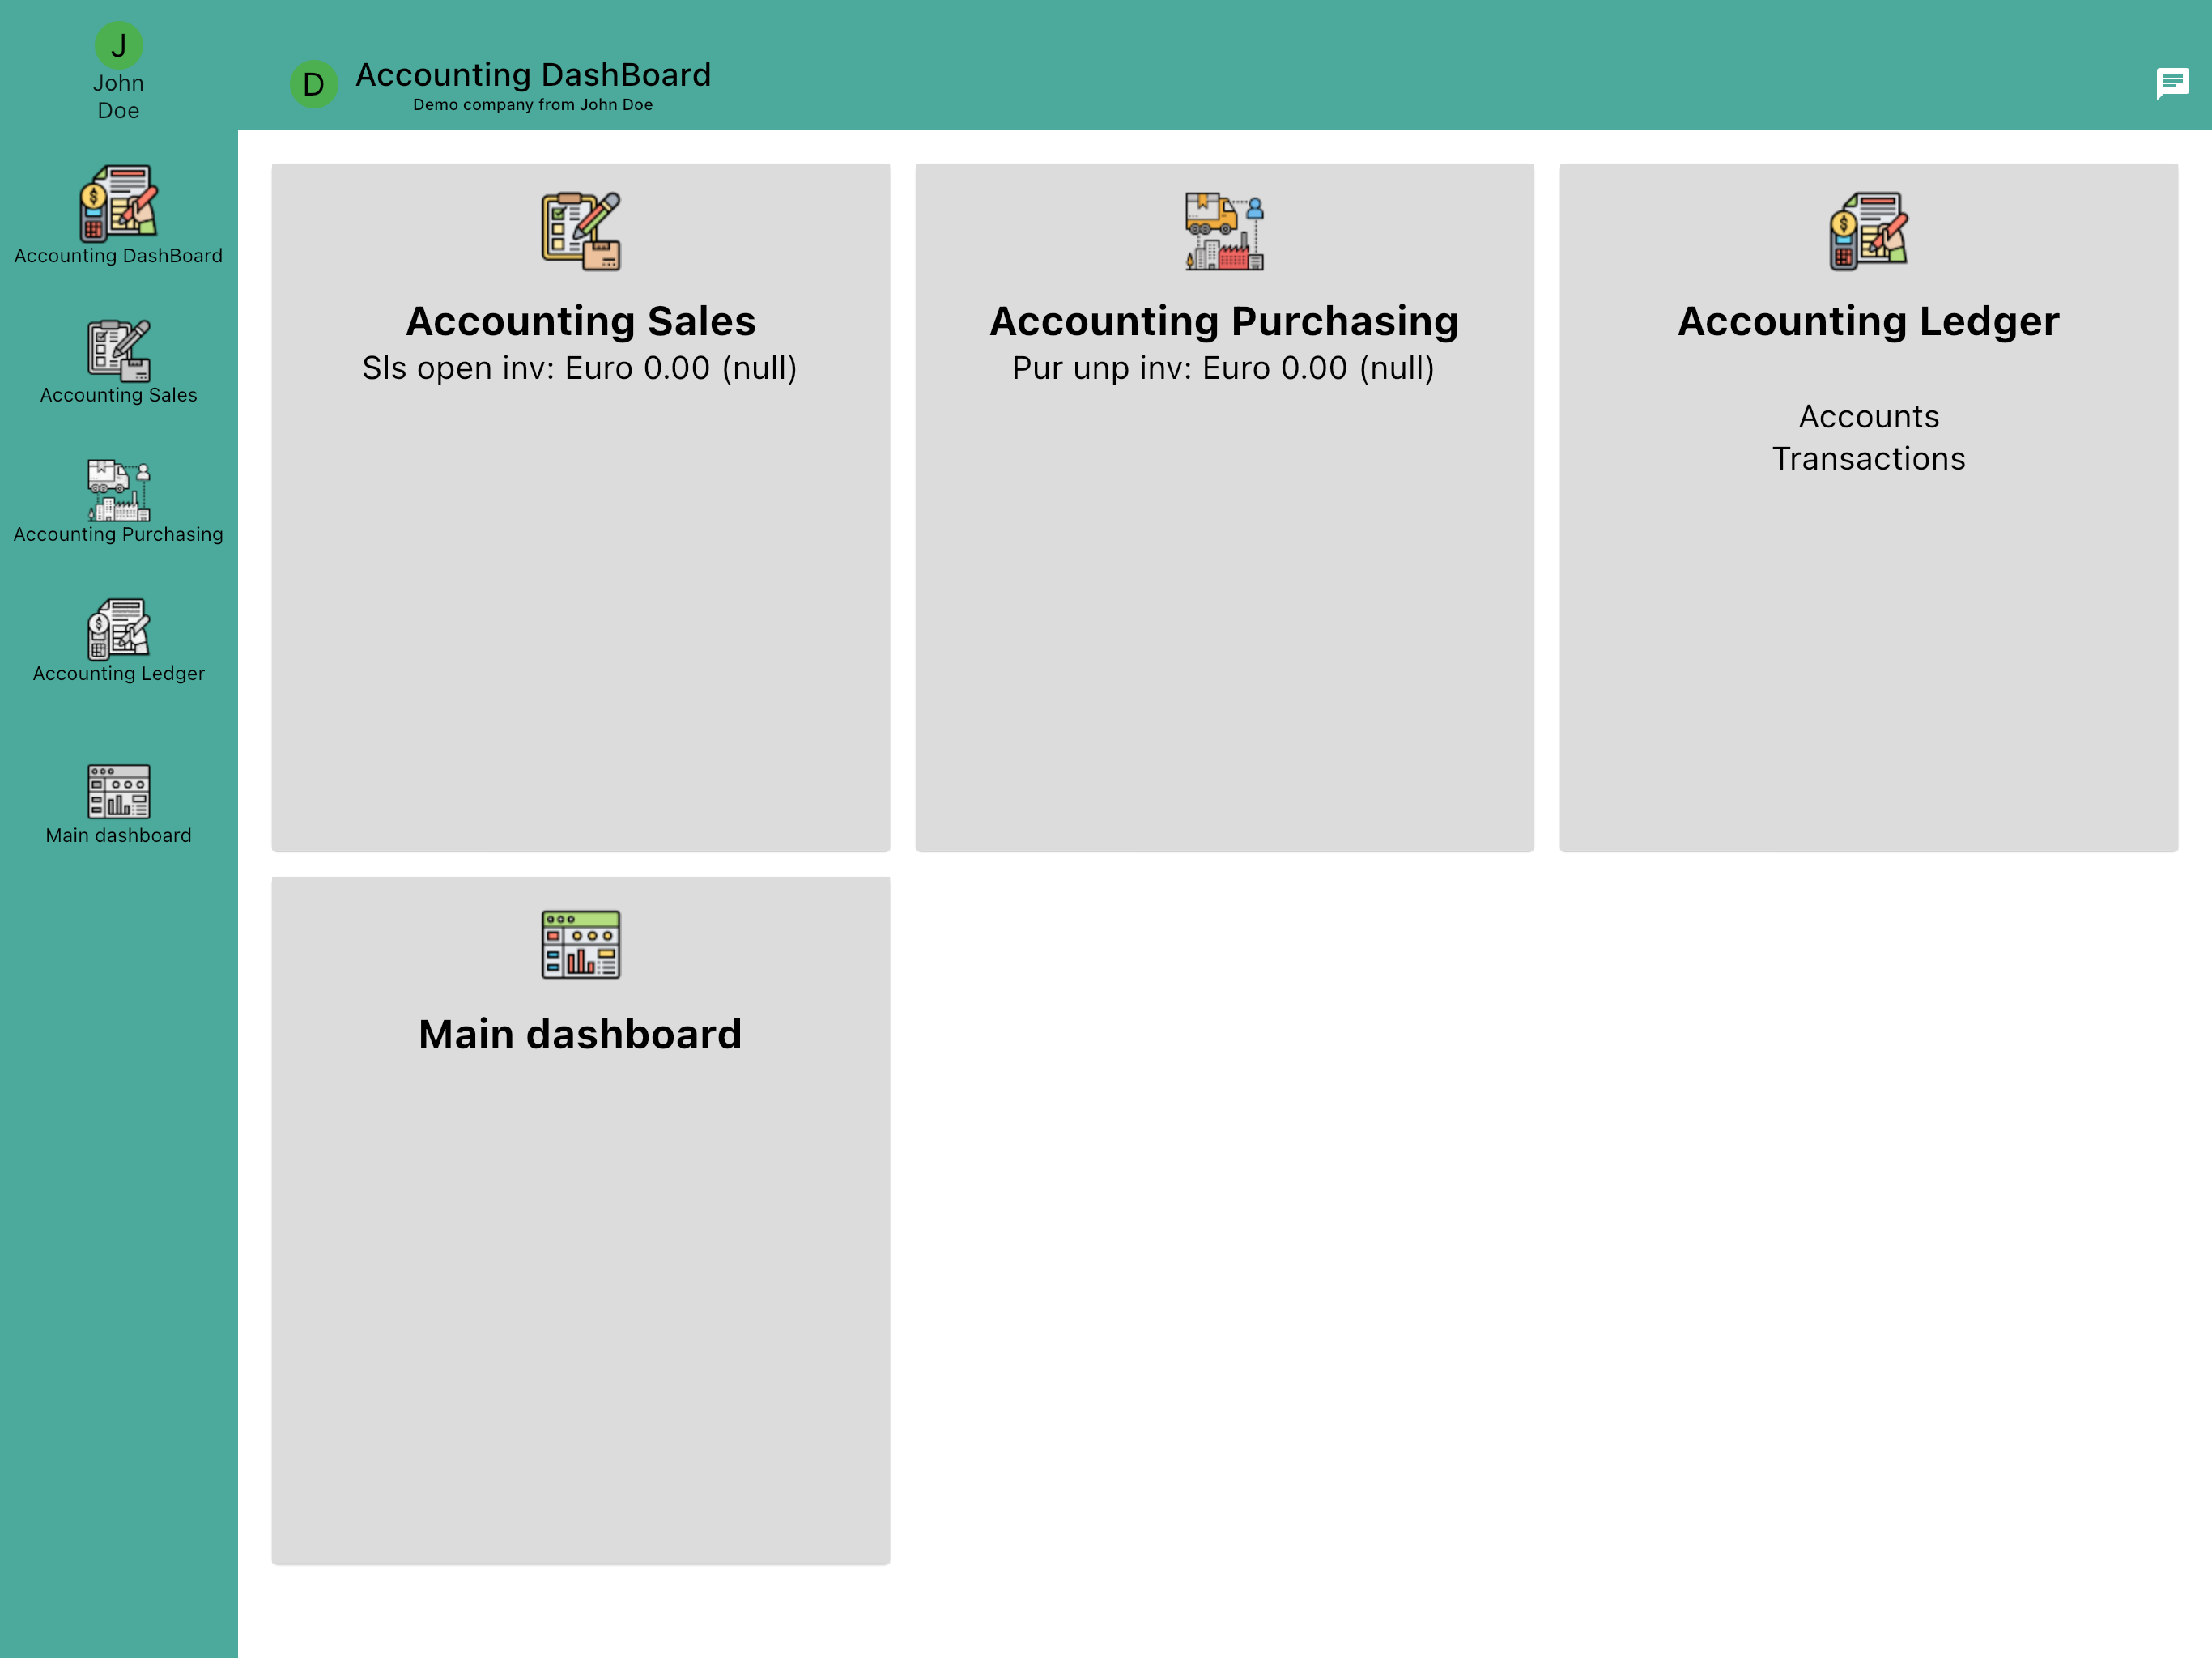 J
John
Doe
Accounting DashBoard
Accounting Sales
Accounting Purchasing
Accounting Ledger
Main dashboard
D
Accounting DashBoard
Demo company from John Doe
Accounting Sales
Sls open inv: Euro 0.00 (null)
Accounting Purchasing
Pur unp inv: Euro 0.00 (null)
Accounting Ledger
Accounts
Transactions
Main dashboard